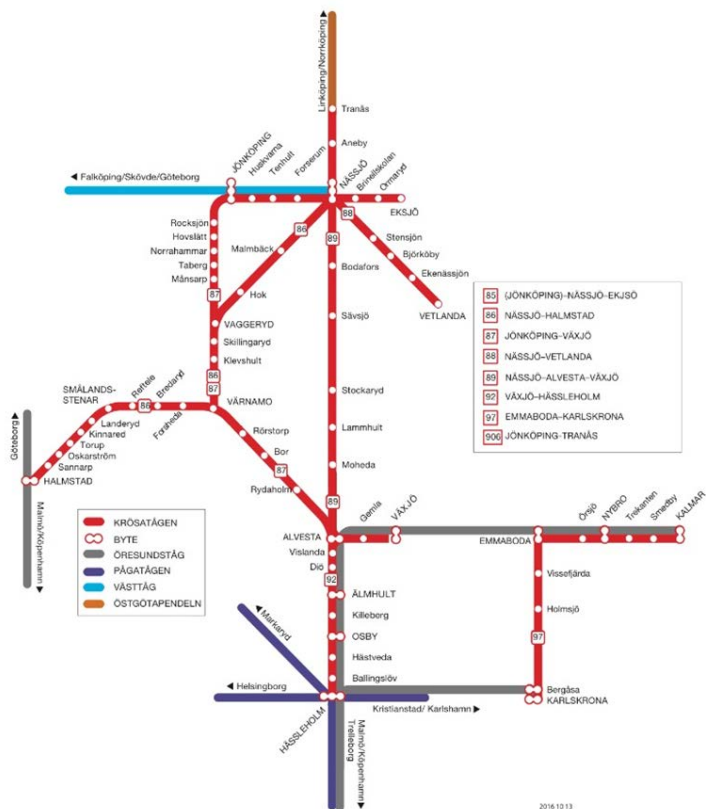 Linköping/Norrköping
Tranås
Aneby
JÖNKÖPING
Huskvarna
Tenhult
Forserum
NÄSSJÖ
Brinellskolan
Ormaryd
EKSJÖ
Falköping/Skövde/Göteborg
88
86
89
Rocksjön
Hovslätt
Norrahammar
Taberg
Månsarp
87
Malmbäck
Hok
Stensjön
Björköby
Ekenässjön
VETLANDA
Bodafors
Sävsjö
VAGGERYD
Skillingaryd
Klevshult
86
87
VÄRNAMO
85 (JÖNKÖPING)-NÄSSJÖ-EKJSÖ
86 NÄSSJÖ-HALMSTAD
87 JÖNKÖPING-VÄXJÖ
88 NÄSSJÖ-VETLANDA
89 NÄSSJÖ-ALVESTA-VÄXJÖ
92 VÄXJÖ-HÄSSLEHOLM
97 EMMABODA-KARLSKRONA
906 JÖNKÖPING-TRANÅS
SMÅLANDS-
STENAR
Reftele
86
Bredaryd
Forsheda
Landeryd
Kinnared
Torup
Oskarström
Sannarp
HALMSTAD
Göteborg
Malmö/Köpenhamn
Stockaryd
Lammhult
Moheda
Rörstorp
Bor
87
Rydaholm
89
ALVESTA
Gemla
VÄXJÖ
EMMABODA
Örsjö
NYBRO
Trekanten
Smedby
KALMAR
KRÖSATÅGEN
BYTE
ÖRESUNDSTÅG
PÅGATÅGEN
VÄSTTÅG
ÖSTGÖTAPENDELN
Vislanda
Diö
92
ÄLMHULT
Killeberg
OSBY
Hästveda
Ballingslöv
HÄSSLEHOLM
Vissefjärda
Holmsjö
97
Bergåsa
KARLSKRONA
Markaryd
Helsingborg
Kristianstad/ Karlshamn
Malmö/Köpenhamn
Trelleborg
2016.10.13